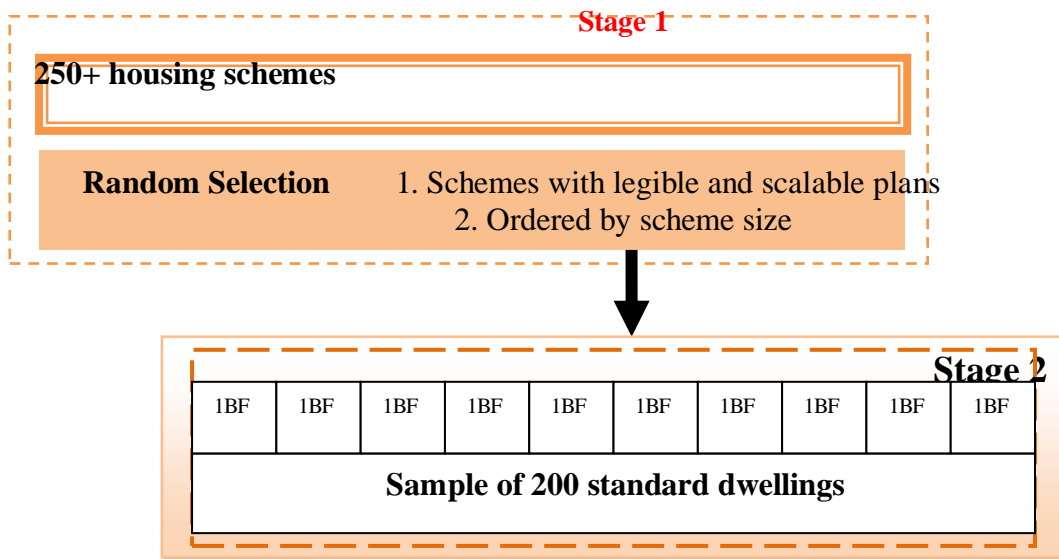 Stage 1
250+ housing schemes
Random Selection 1. Schemes with legible and scalable plans
2. Ordered by scheme size
Stage 2
1BF 1BF 1BF 1BF 1BF 1BF 1BF 1BF 1BF 1BF
Sample of 200 standard dwellings